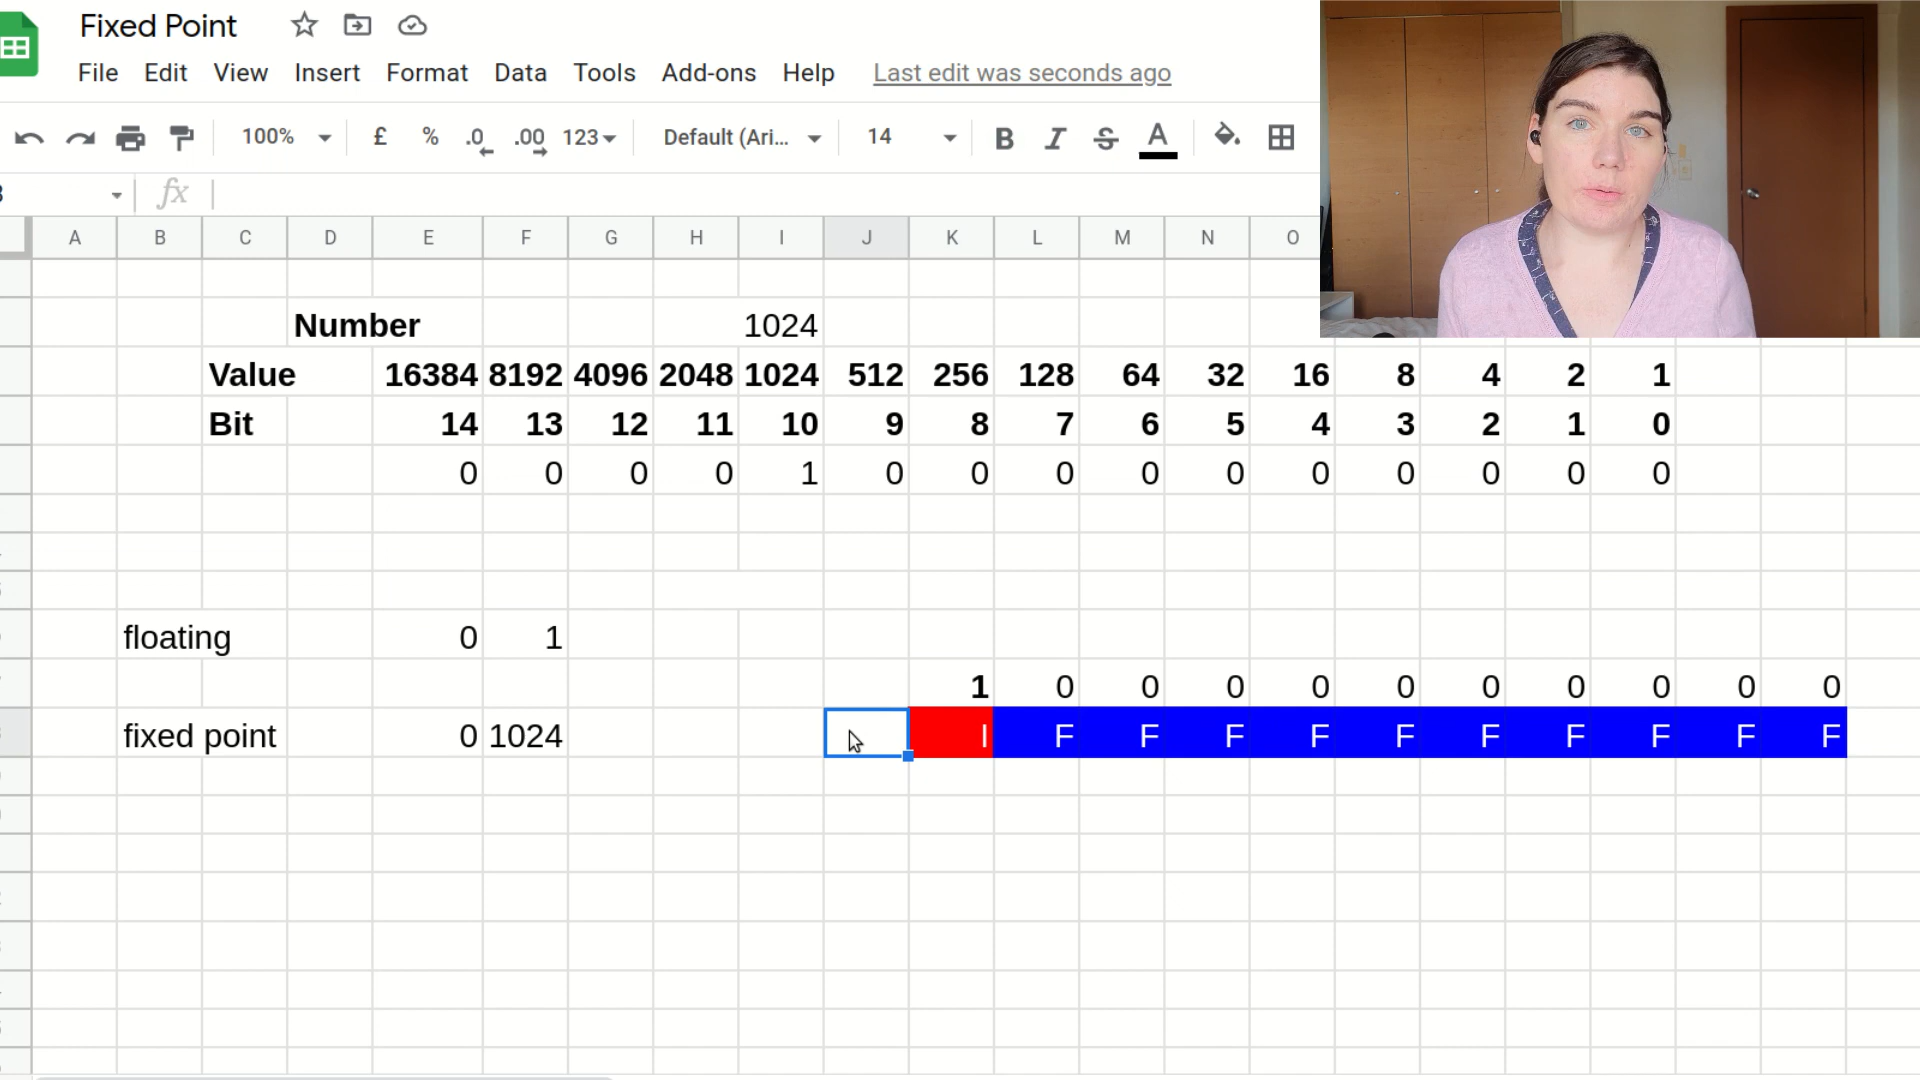 Fixed Point
File Edit View Insert Format Data Tools Add-ons Help Last edit was seconds ago
100% £ % .0 .00 123 Default (Ari... 14 B I S A
fx
A B C D E F G H I J K L M N O
Number 1024
Value 16384 8192 4096 2048 1024 512 256 128 64 32 16 8 4 2 1
Bit 14 13 12 11 10 9 8 7 6 5 4 3 2 1 0
0 0 0 0 1 0 0 0 0 0 0 0 0 0 0
floating 0 1
1 0 0 0 0 0 0 0 0 0 0
fixed point 0 1024 I F F F F F F F F F F